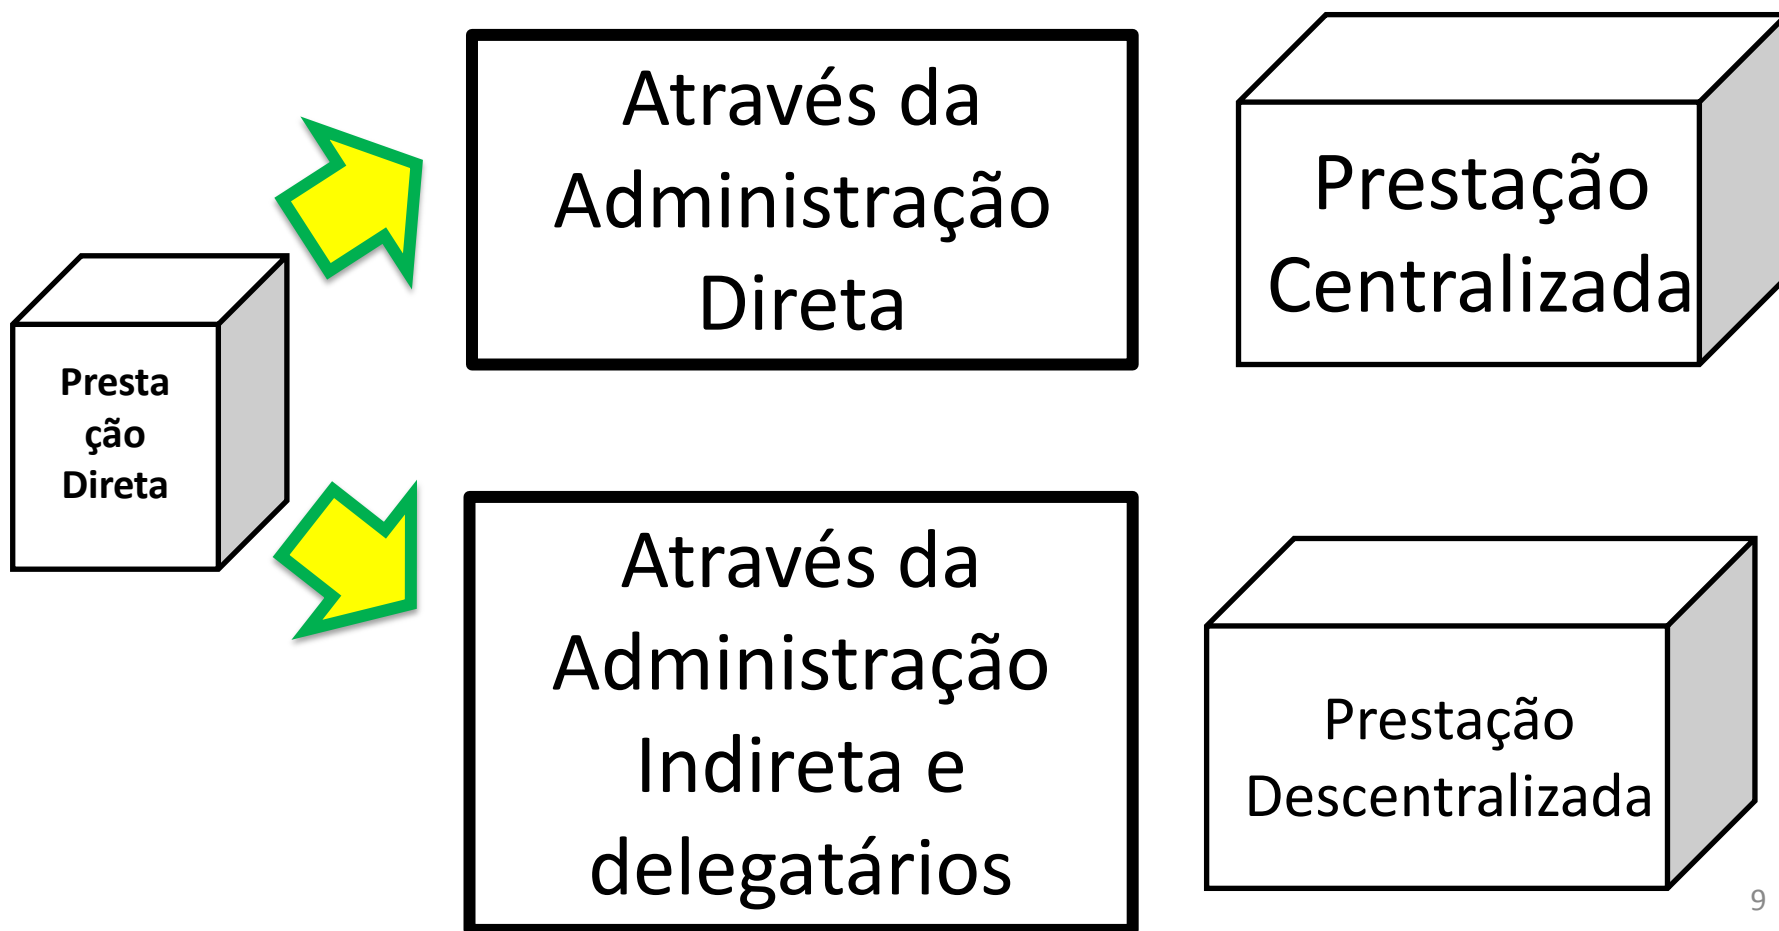 Presta
ção
Direta
Através da
Administração
Direta
Prestação
Centralizada
Através da
Administração
Indireta e
delegatários
Prestação
Descentralizada
9